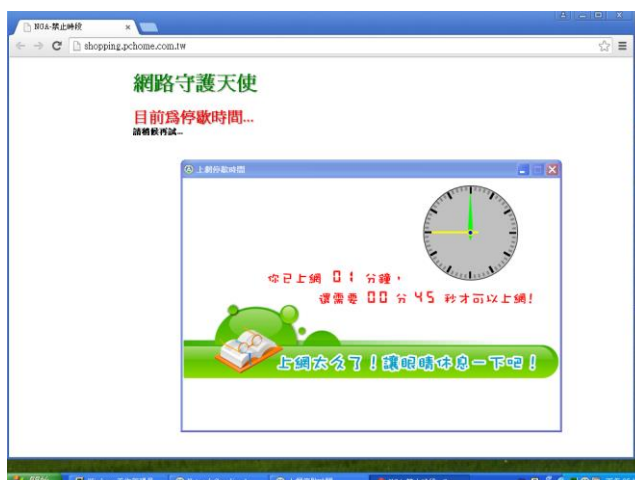 NGA-禁止時段
shopping.pchome.com.tw
網路守護天使
目前為停歇時間...
請稍候再試...
上網停歇時間
你已上網 01 分鐘，
還需要 00 分 45 秒才可以上網!
上網太久了！讓眼睛休息一下吧！